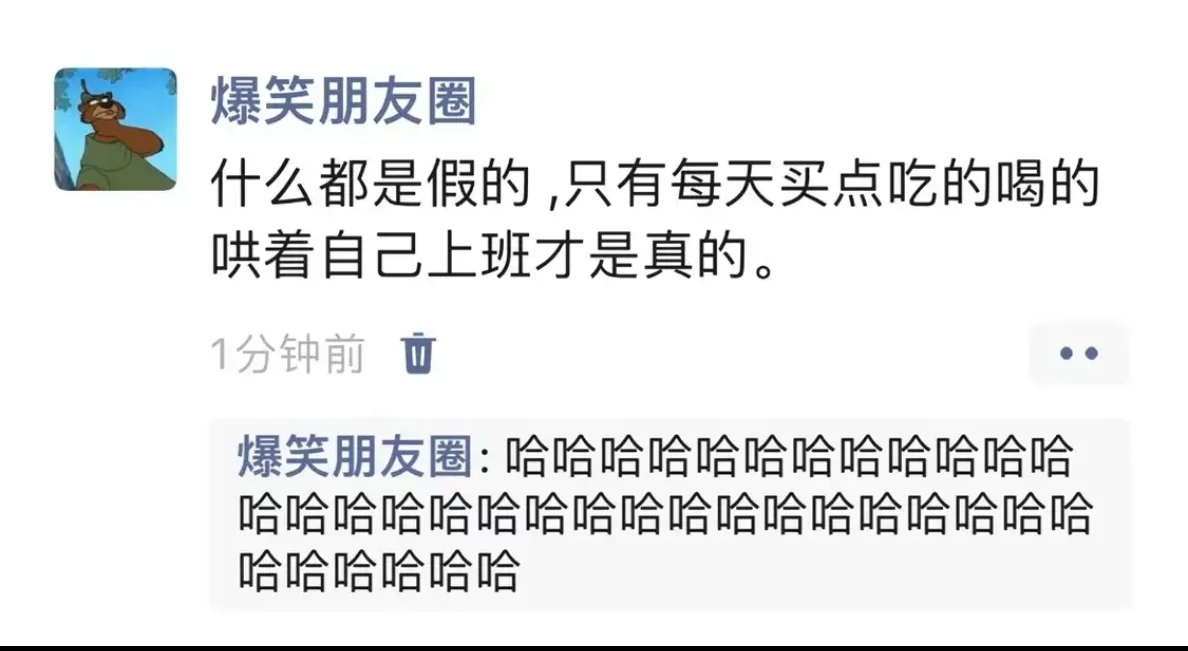 爆笑朋友圈
什么都是假的 ,只有每天买点吃的喝的
哄着自己上班才是真的。
1分钟前
爆笑朋友圈: 哈哈哈哈哈哈哈哈哈哈哈哈
哈哈哈哈哈哈哈哈哈哈哈哈哈哈哈哈哈哈
哈哈哈哈哈哈